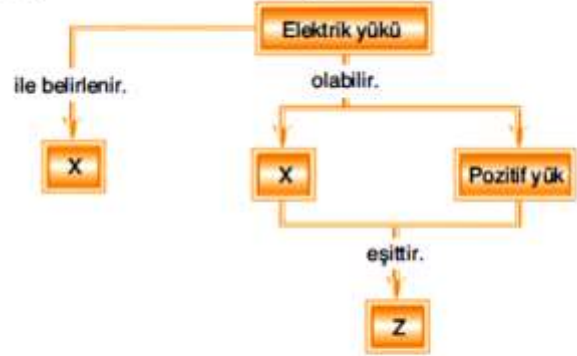 Elektrik yükü
ile belirlenir.
olabilir.
X
X
Pozitif yük
eşittir.
Z